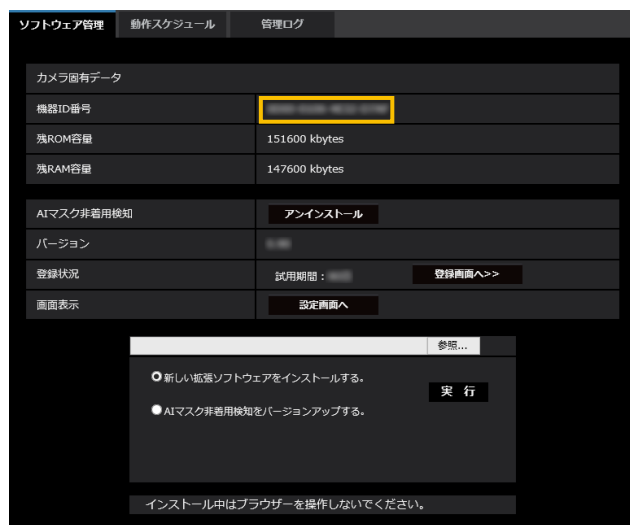 ソフトウェア管理 動作スケジュール 管理ログ
カメラ固有データ
機器ID番号
残ROM容量 151600 kbytes
残RAM容量 147600 kbytes
AIマスク非着用検知 アンインストール
バージョン
登録状況 試用期間： 登録画面へ>>
画面表示 設定画面へ
参照...
新しい拡張ソフトウェアをインストールする。
実 行
AIマスク非着用検知をバージョンアップする。
インストール中はブラウザーを操作しないでください。